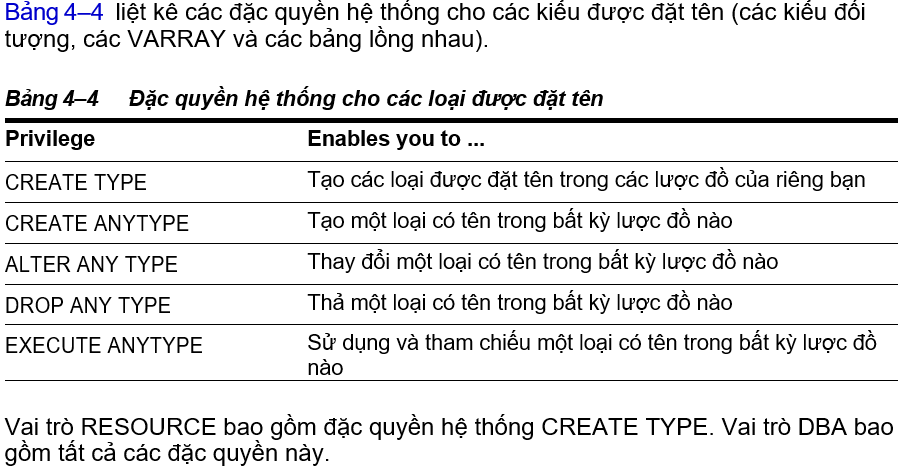 Bảng 4–4 liệt kê các đặc quyền hệ thống cho các kiểu được đặt tên (các kiểu đối
tượng, các VARRAY và các bảng lồng nhau).
Bảng 4–4 Đặc quyền hệ thống cho các loại được đặt tên
Privilege Enables you to ...
CREATE TYPE Tạo các loại được đặt tên trong các lược đồ của riêng bạn
CREATE ANYTYPE Tạo một loại có tên trong bất kỳ lược đồ nào
ALTER ANY TYPE Thay đổi một loại có tên trong bất kỳ lược đồ nào
DROP ANY TYPE Thả một loại có tên trong bất kỳ lược đồ nào
EXECUTE ANYTYPE Sử dụng và tham chiếu một loại có tên trong bất kỳ lược đồ
nào
Vai trò RESOURCE bao gồm đặc quyền hệ thống CREATE TYPE. Vai trò DBA bao
gồm tất cả các đặc quyền này.